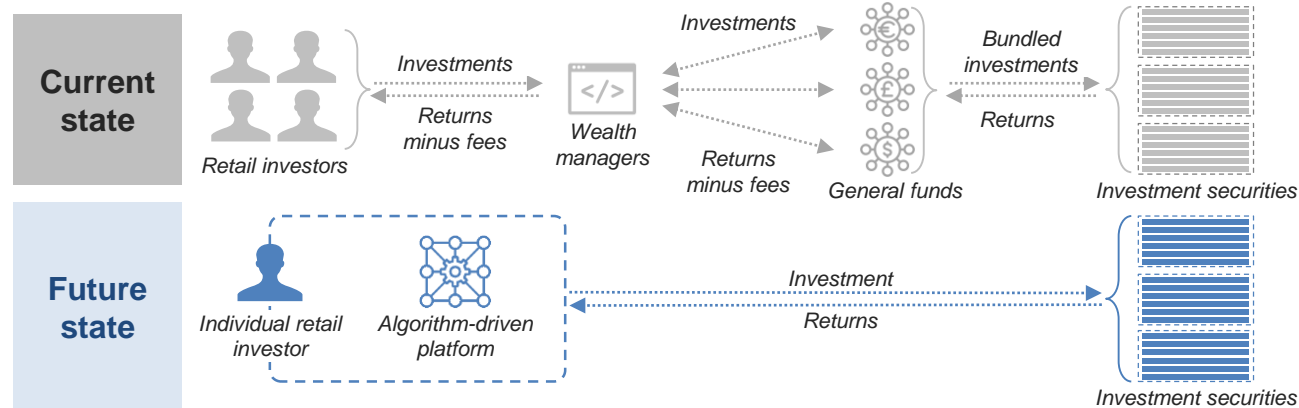 Current
state
Retail investors
Investments
Returns
minus fees
</>
Wealth
managers
Investments
Returns
minus fees
€
£
$
General funds
Bundled
investments
Returns
Investment securities
Future
state
Individual retail
investor
Algorithm-driven
platform
Investment
Returns
Investment securities